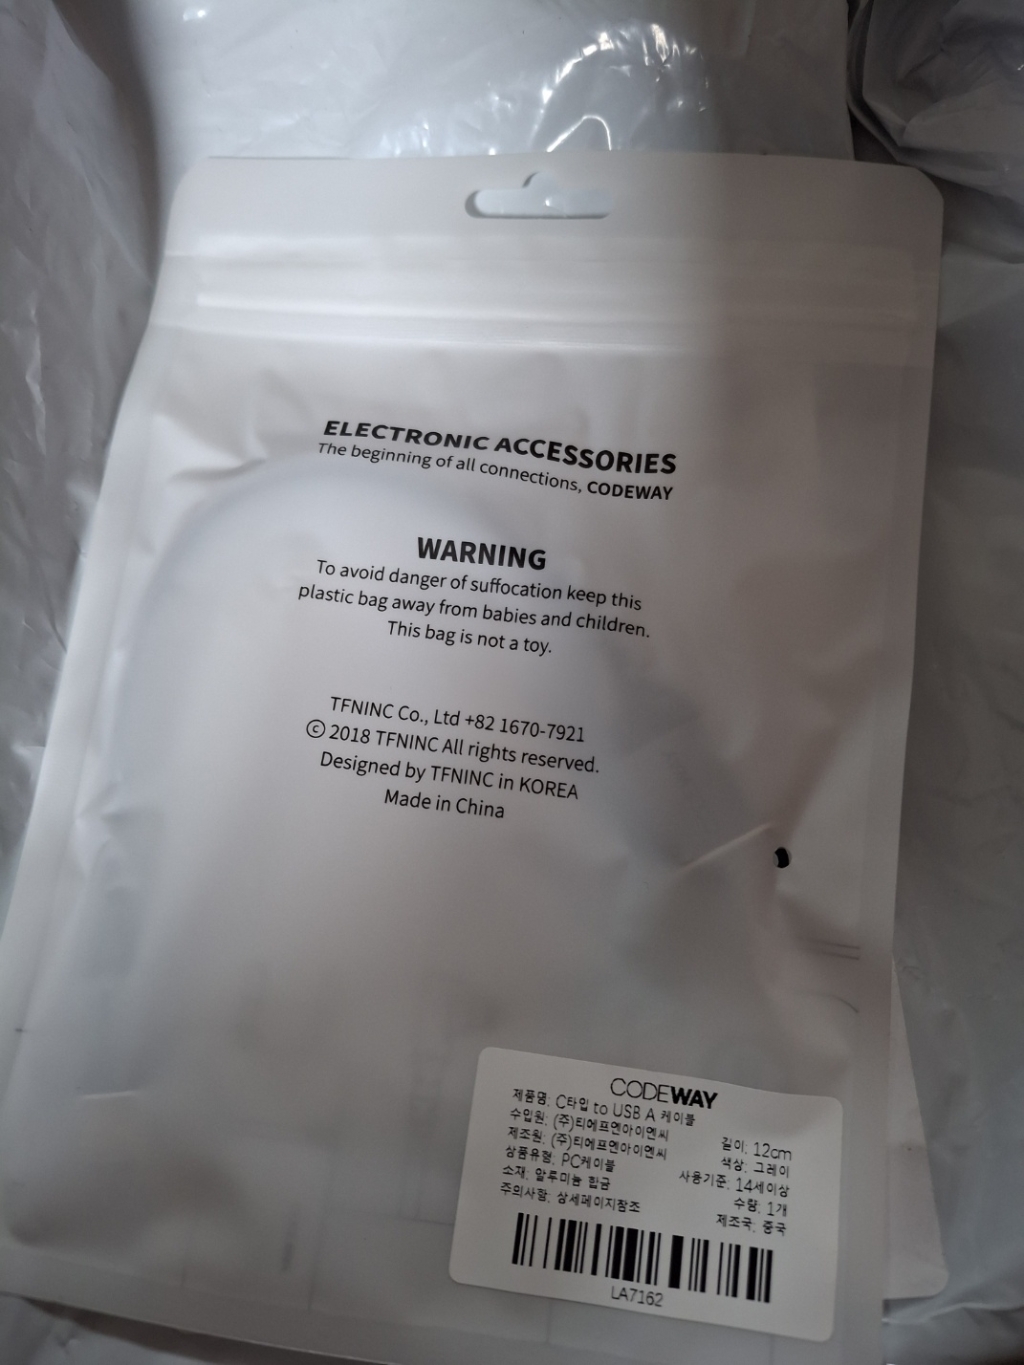 ELECTRONIC ACCESSORIES
The beginning of all connections, CODEWAY
WARNING
To avoid danger of suffocation keep this
plastic bag away from babies and children.
This bag is not a toy.
TFNINC Co., Ltd +82 1670-7921
ⓒ 2018 TFNINC All rights reserved.
Designed by TFNINC in KOREA
Made in China
CODEWAY
제품명: C타입 to USB A 케이블
수입원: (주)티에프엔아이엔씨
제조원: (주)티에프엔아이엔씨
상품유형: PC케이블
소재: 알루미늄 합금
주의사항: 상세페이지참조
길이: 12cm
색상: 그레이
사용기준: 14세이상
수량: 1개
제조국: 중국
LA7162